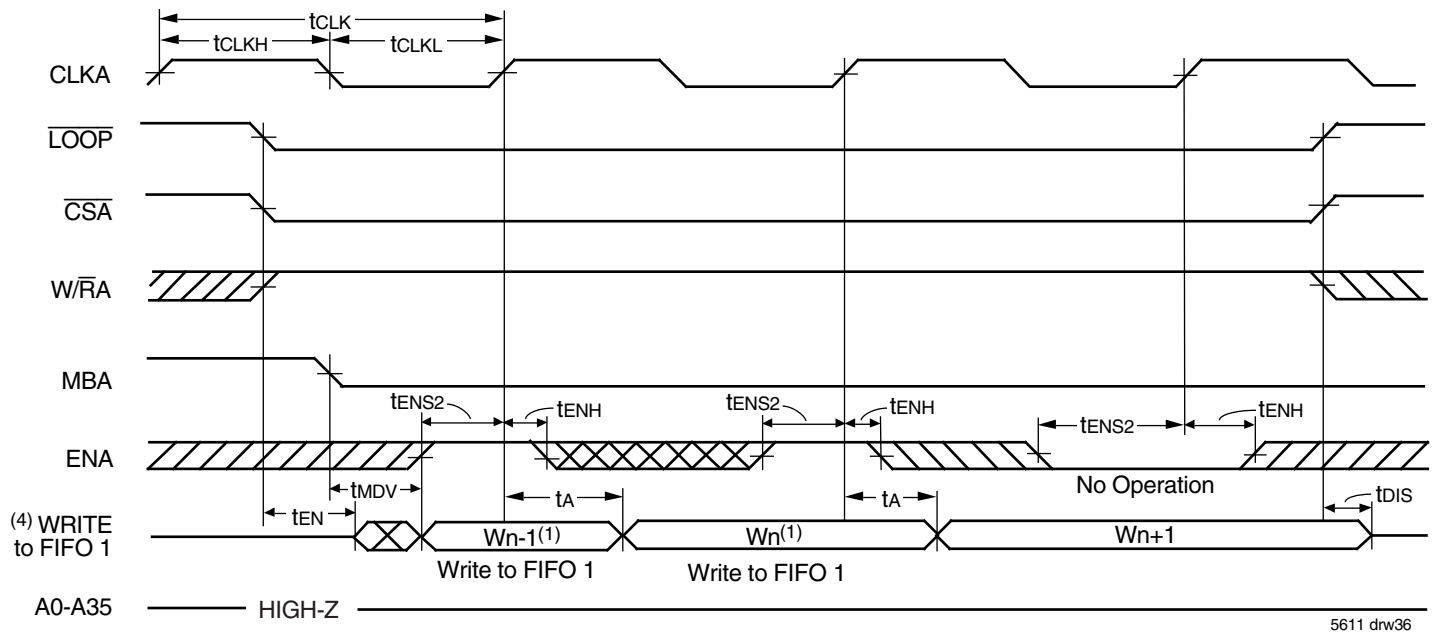 tCLK
tCLKH tCLKL
CLKA
LOOP
CSA
W/RA
MBA
tENS2 tENH tENS2 tENH tENS2 tENH
ENA
tMDV No Operation
tEN tA tA tDIS
(4) WRITE
to FIFO 1 Wn-1(1) Wn(1) Wn+1
Write to FIFO 1 Write to FIFO 1
A0-A35 HIGH-Z
5611 drw36